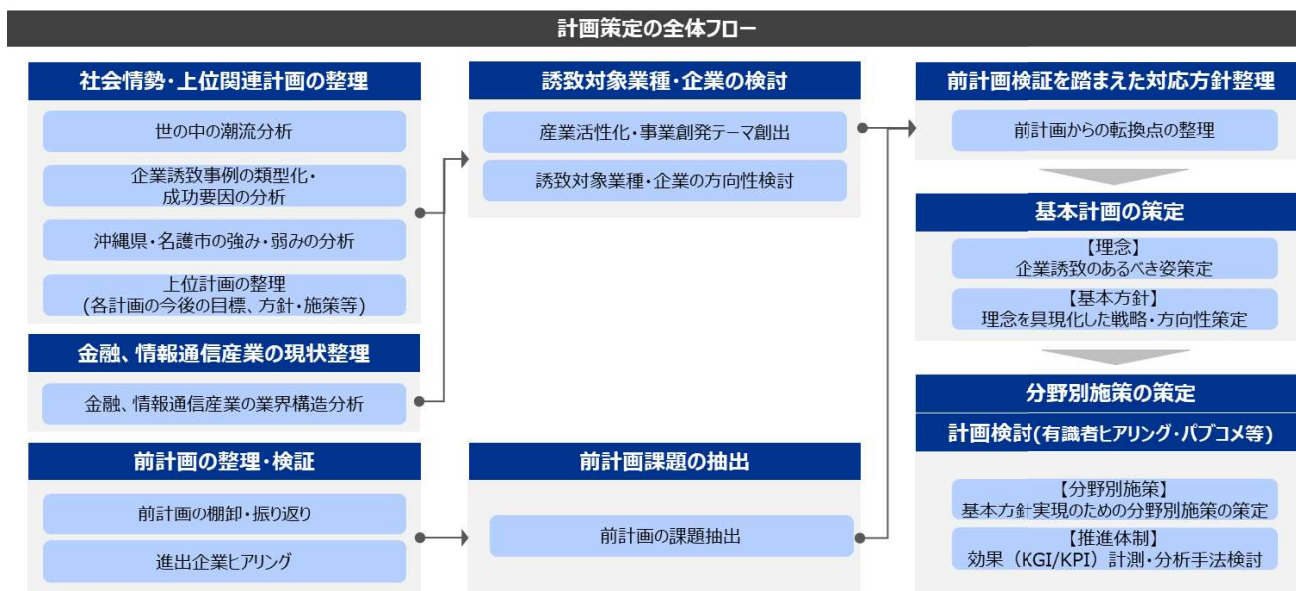 計画策定の全体フロー
社会情勢・上位関連計画の整理
世の中の潮流分析
企業誘致事例の類型化・
成功要因の分析
沖縄県・名護市の強み・弱みの分析
上位計画の整理
(各計画の今後の目標、方針・施策等)
金融、情報通信産業の現状整理
金融、情報通信産業の業界構造分析
前計画の整理・検証
前計画の棚卸・振り返り
進出企業ヒアリング
誘致対象業種・企業の検討
産業活性化・事業創発テーマ創出
誘致対象業種・企業の方向性検討
前計画課題の抽出
前計画の課題抽出
前計画検証を踏まえた対応方針整理
前計画からの転換点の整理
基本計画の策定
【理念】
企業誘致のあるべき姿策定
【基本方針】
理念を具現化した戦略・方向性策定
分野別施策の策定
計画検討(有識者ヒアリング・パブコメ等)
【分野別施策】
基本方針実現のための分野別施策の策定
【推進体制】
効果（KGI/KPI）計測・分析手法検討